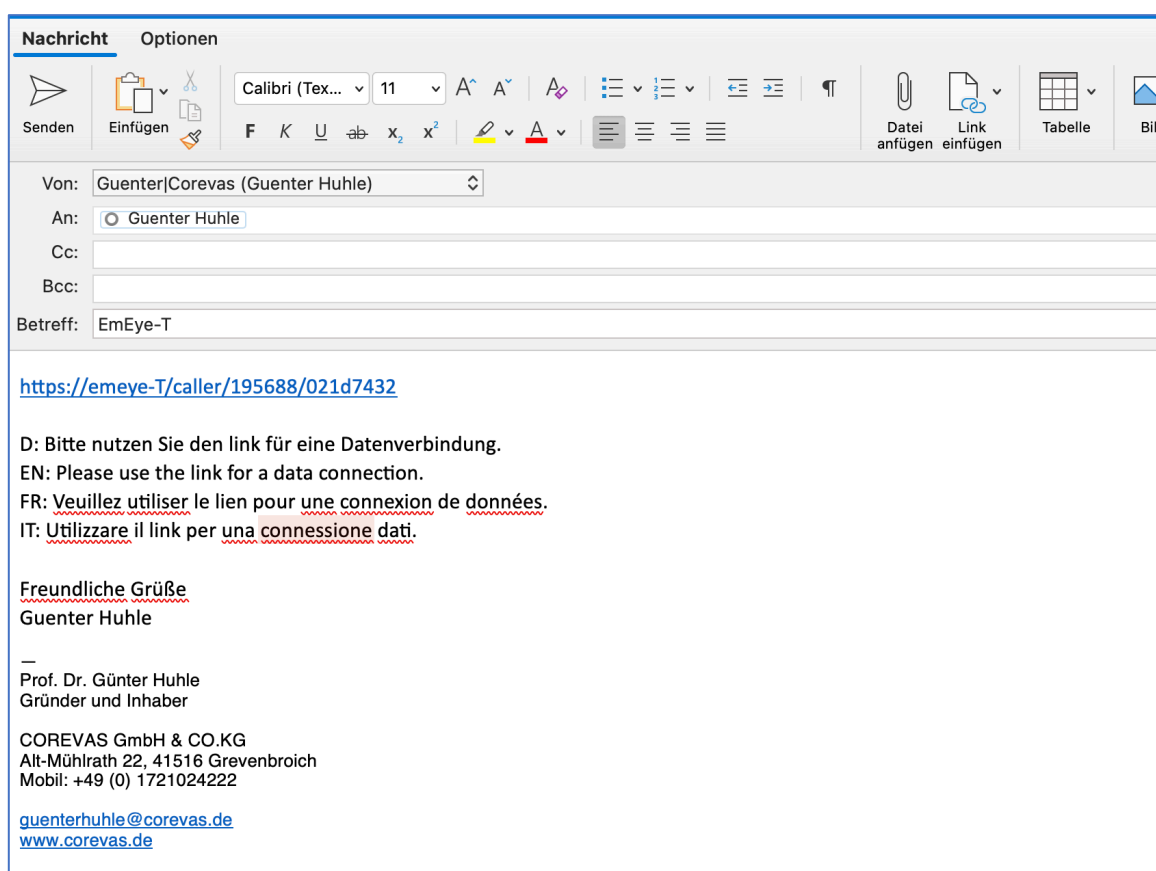 Nachricht Optionen
Calibri (Tex... 11 A^ A˅ A
Senden Einfügen F K U ab x₂ x² A Datei anfügen Link einfügen Tabelle Bil
Von: Guenter|Corevas (Guenter Huhle)
An: Guenter Huhle
Cc:
Bcc:
Betreff: EmEye-T
https://emeye-T/caller/195688/021d7432
D: Bitte nutzen Sie den link für eine Datenverbindung.
EN: Please use the link for a data connection.
FR: Veuillez utiliser le lien pour une connexion de données.
IT: Utilizzare il link per una connessione dati.
Freundliche Grüße
Guenter Huhle
—
Prof. Dr. Günter Huhle
Gründer und Inhaber
COREVAS GmbH & CO.KG
Alt-Mühlrath 22, 41516 Grevenbroich
Mobil: +49 (0) 1721024222
guenterhuhle@corevas.de
www.corevas.de